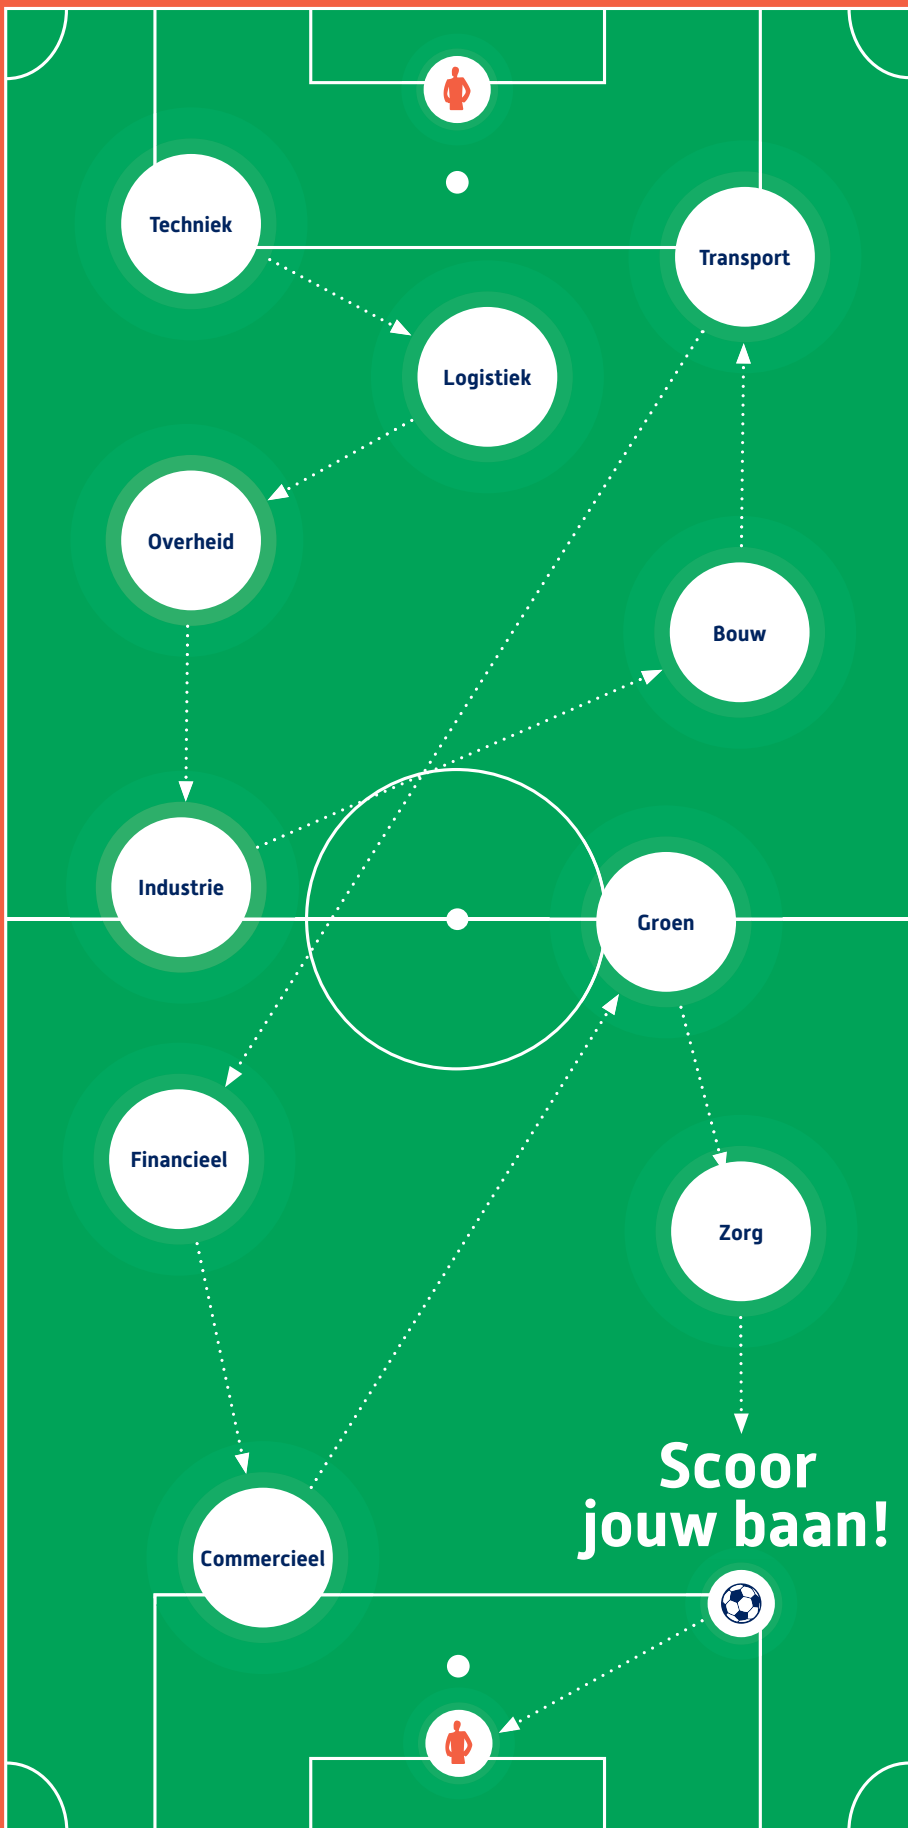 Techniek
Transport
Logistiek
Overheid
Bouw
Industrie
Groen
Financieel
Zorg
Scoor
jouw baan!
Commercieel